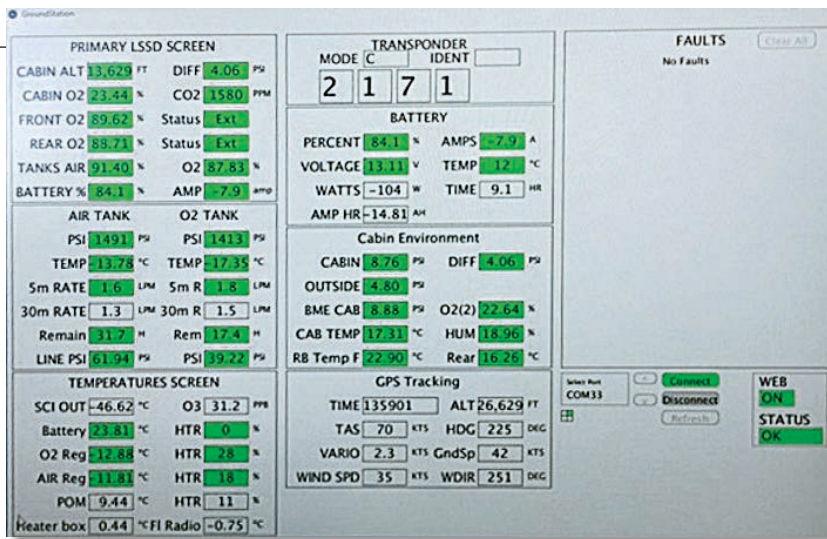 GroundStation
PRIMARY LSSD SCREEN
CABIN ALT 13,629 FT DIFF 4.06 PSI
CABIN O2 23.44 % CO2 1580 PPM
FRONT O2 89.62 % Status Ext
REAR O2 88.71 % Status Ext
TANKS AIR 91.40 % O2 87.83 %
BATTERY % 84.1 % AMP -7.9 amp
AIR TANK O2 TANK
PSI 1491 PSI PSI 1413 PSI
TEMP -13.78 °C TEMP -17.35 °C
5m RATE 1.6 LPM 5m R 1.8 LPM
30m RATE 1.3 LPM 30m R 1.5 LPM
Remain 31.7 H Rem 17.4 H
LINE PSI 61.94 PSI PSI 39.22 PSI
TEMPERATURES SCREEN
SCI OUT -46.62 °C O3 31.2 PPB
Battery 23.81 °C HTR 0 %
O2 Reg -12.88 °C HTR 28 %
AIR Reg -11.81 °C HTR 18 %
POM 9.44 °C HTR 11 %
Heater box 0.44 °C Fl Radio -0.75 °C
TRANSPONDER
MODE C IDENT
2 1 7 1
BATTERY
PERCENT 84.1 % AMPS -7.9 A
VOLTAGE 13.11 V TEMP 12 °C
WATTS -104 W TIME 9.1 HR
AMP HR -14.81 AH
Cabin Environment
CABIN 8.76 PSI DIFF 4.06 PSI
OUTSIDE 4.80 PSI
BME CAB 8.88 PSI O2(2) 22.64 %
CAB TEMP 17.31 °C HUM 18.96 %
RB Temp F 22.90 °C Rear 16.26 °C
GPS Tracking
TIME 135901 ALT 26,629 FT
TAS 70 KTS HDG 225 DEG
VARIO 2.3 KTS GndSp 42 KTS
WIND SPD 35 KTS WDIR 251 DEG
FAULTS Clear All
No Faults
Select Port
COM33
Connect
Disconnect
Refresh
WEB
ON
STATUS
OK